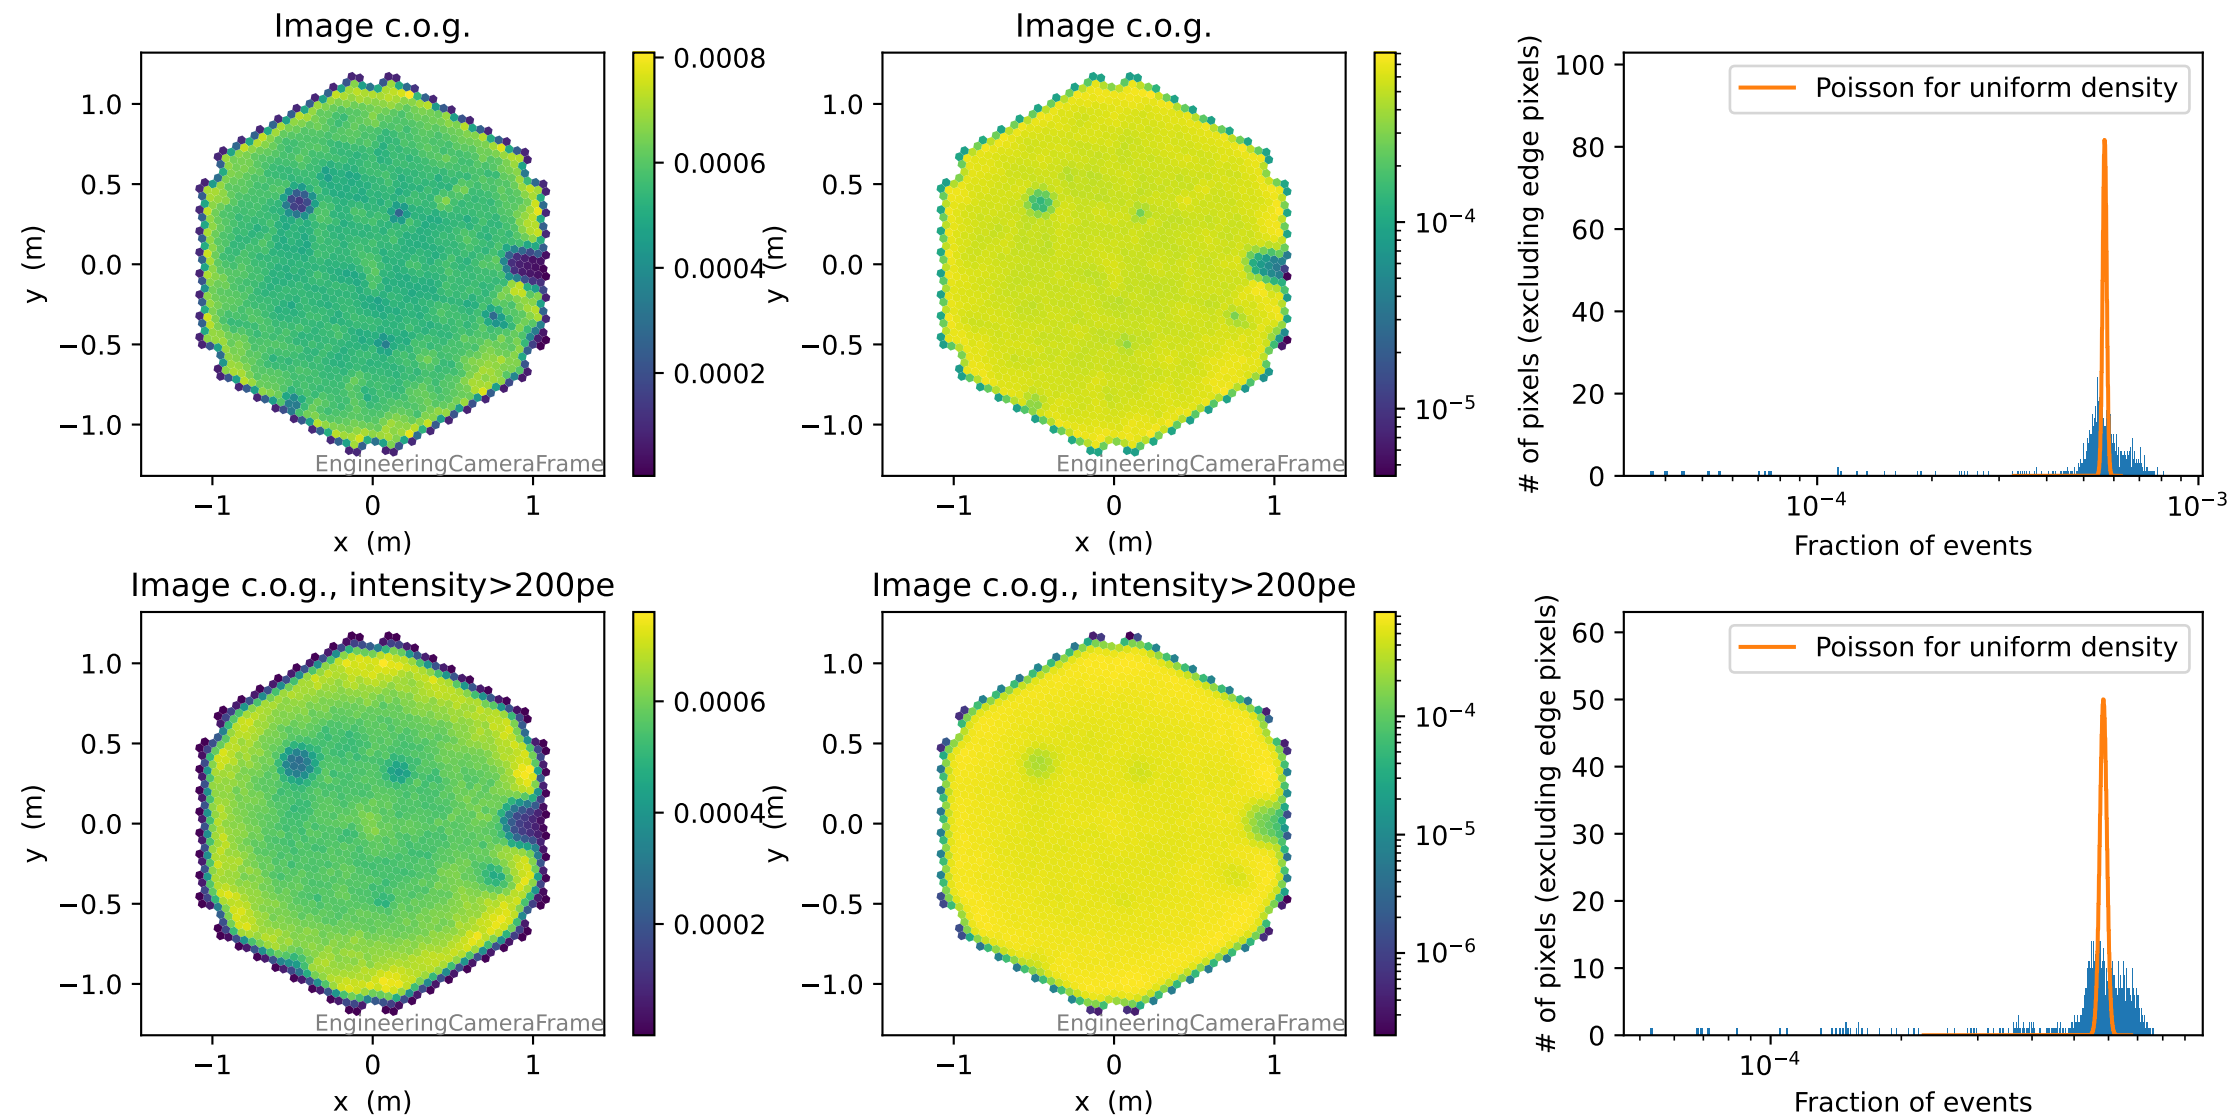 Image c.o.g.
1.0
0.5
0.0
−0.5
−1.0
y (m)
−1
0
1
x (m)
EngineeringCameraFrame
0.0008
0.0006
0.0004
0.0002
Image c.o.g.
1.0
0.5
0.0
−0.5
−1.0
y (m)
−1
0
1
x (m)
EngineeringCameraFrame
10⁻⁴
10⁻⁵
# of pixels (excluding edge pixels)
100
80
60
40
20
0
Poisson for uniform density
10⁻⁴
10⁻³
Fraction of events
Image c.o.g., intensity>200pe
1.0
0.5
0.0
−0.5
−1.0
y (m)
−1
0
1
x (m)
EngineeringCameraFrame
0.0006
0.0004
0.0002
Image c.o.g., intensity>200pe
1.0
0.5
0.0
−0.5
−1.0
y (m)
−1
0
1
x (m)
EngineeringCameraFrame
10⁻⁴
10⁻⁵
10⁻⁶
# of pixels (excluding edge pixels)
60
50
40
30
20
10
0
Poisson for uniform density
10⁻⁴
Fraction of events